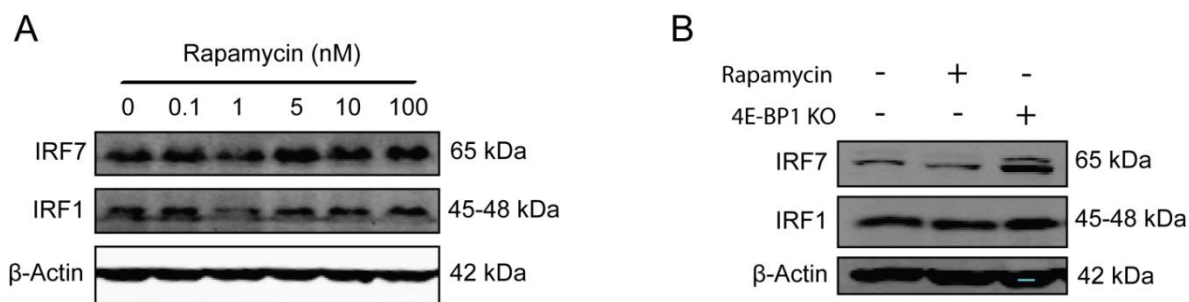 A
Rapamycin (nM)
0 0.1 1 5 10 100
IRF7 65 kDa
IRF1 45-48 kDa
β-Actin 42 kDa
B
Rapamycin - + -
4E-BP1 KO - - +
IRF7 65 kDa
IRF1 45-48 kDa
β-Actin 42 kDa